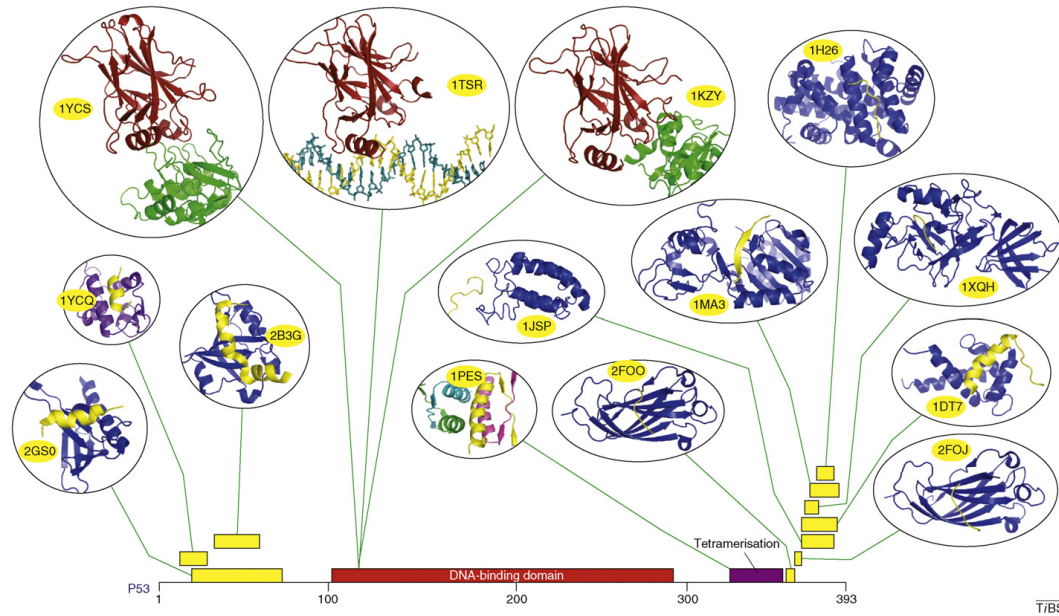 1YCS
1TSR
1KZY
1H26
1YCQ
2B3G
1JSP
1MA3
1XQH
2GS0
1PES
2FOO
1DT7
2FOJ
Tetramerisation
DNA-binding domain
P53
1
100
200
300
393
TiBS